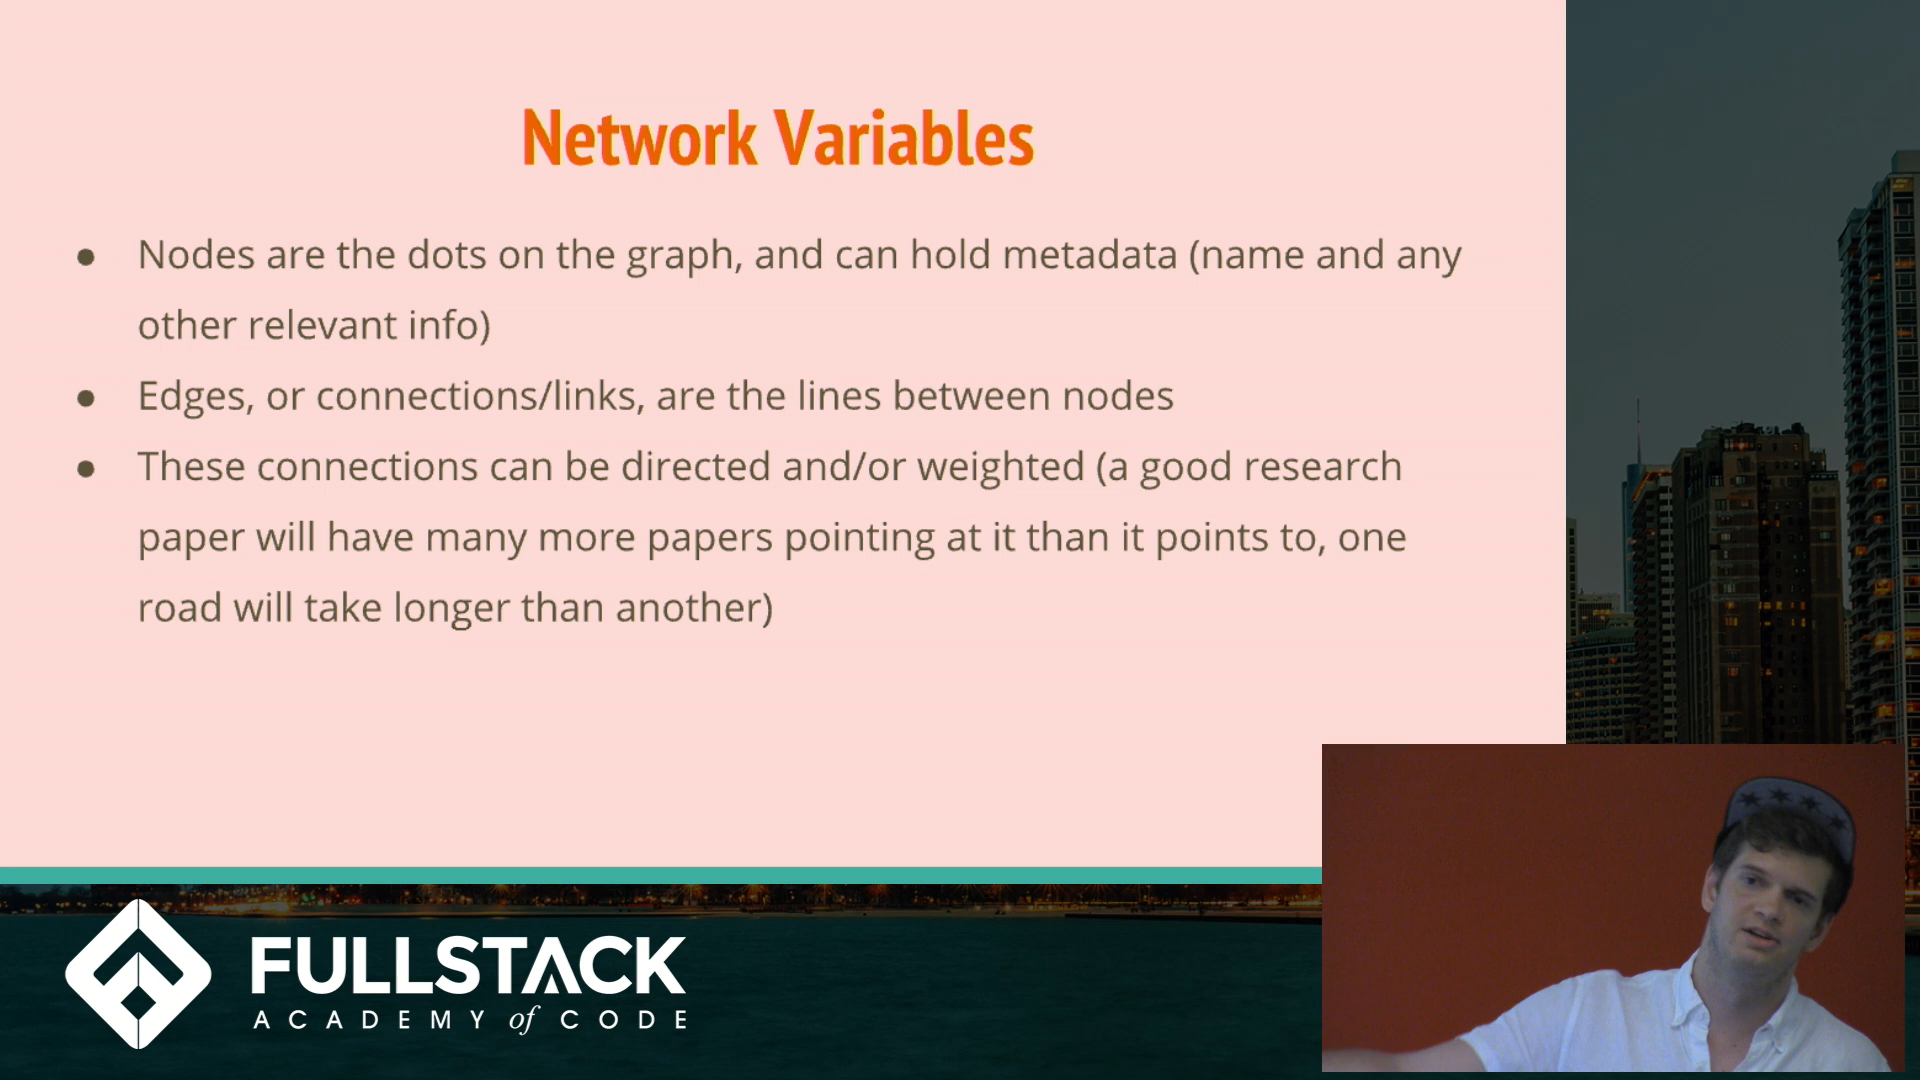 Network Variables
● Nodes are the dots on the graph, and can hold metadata (name and any
other relevant info)
● Edges, or connections/links, are the lines between nodes
● These connections can be directed and/or weighted (a good research
paper will have many more papers pointing at it than it points to, one
road will take longer than another)
FULLSTACK
ACADEMY of CODE